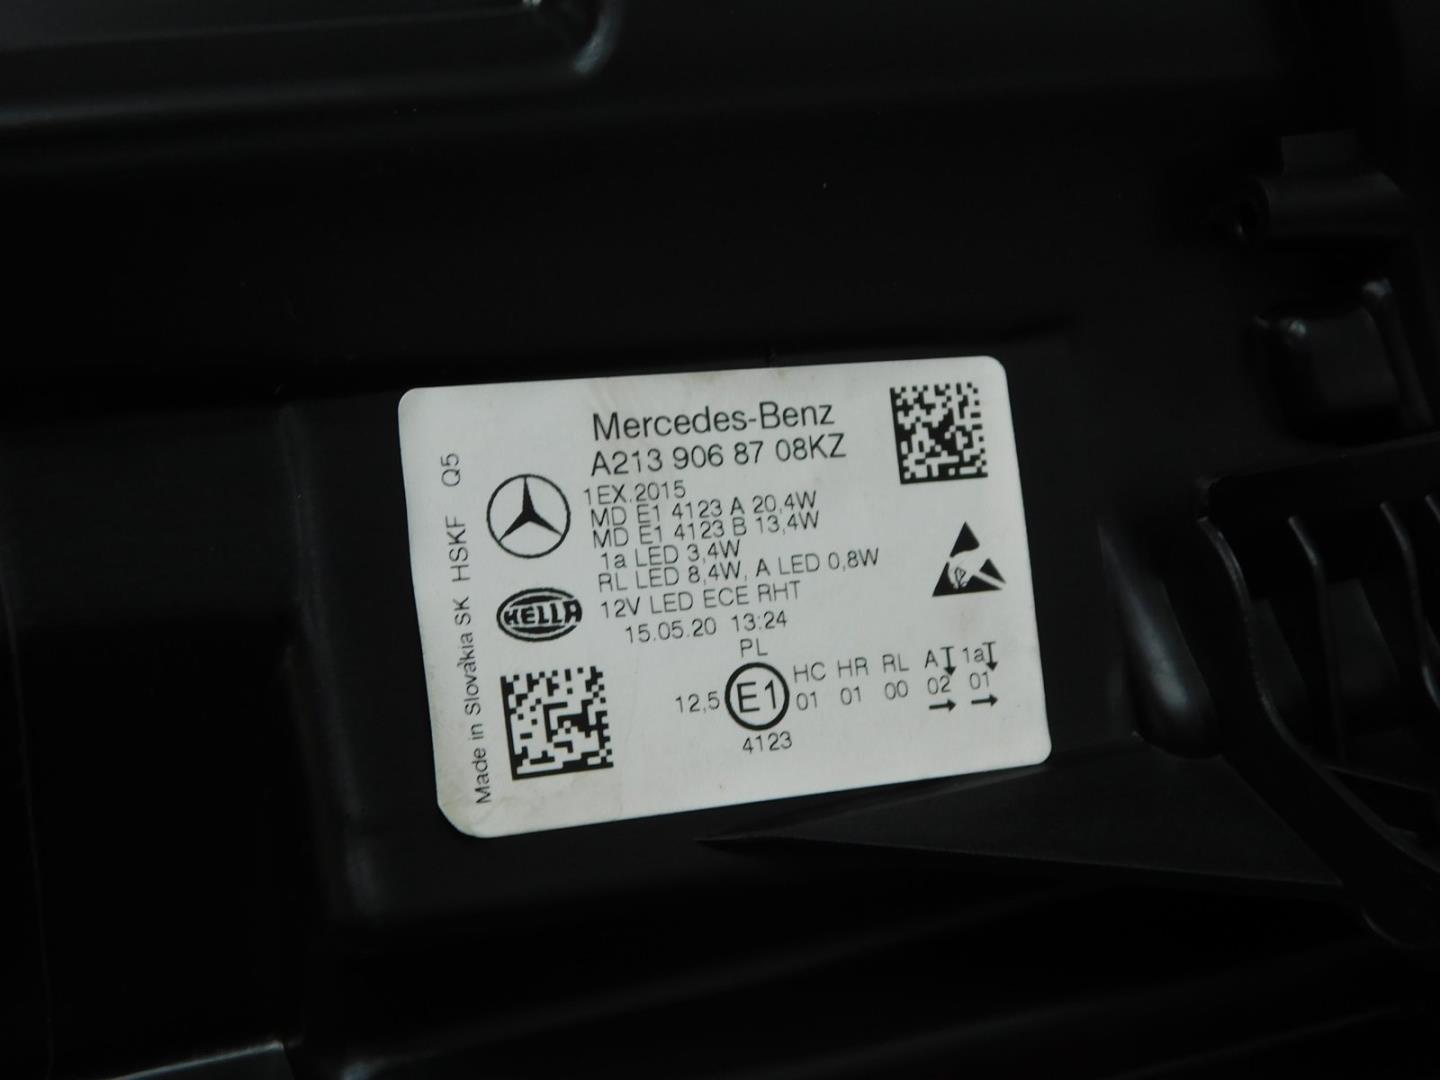 Mercedes-Benz
A213 906 87 08KZ
1EX.2015
MD E1 4123 A 20,4W
MD E1 4123 B 13,4W
1a LED 3,4W
RL LED 8,4W, A LED 0,8W
12V LED ECE RHT
15.05.20 13:24
PL
HC HR RL A 1a
12,5 E1 01 01 00 02 01
4123
HELLA
Made in Slovakia SK HSKF Q5